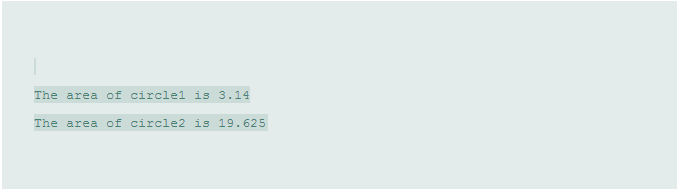 The area of circle1 is 3.14
The area of circle2 is 19.625